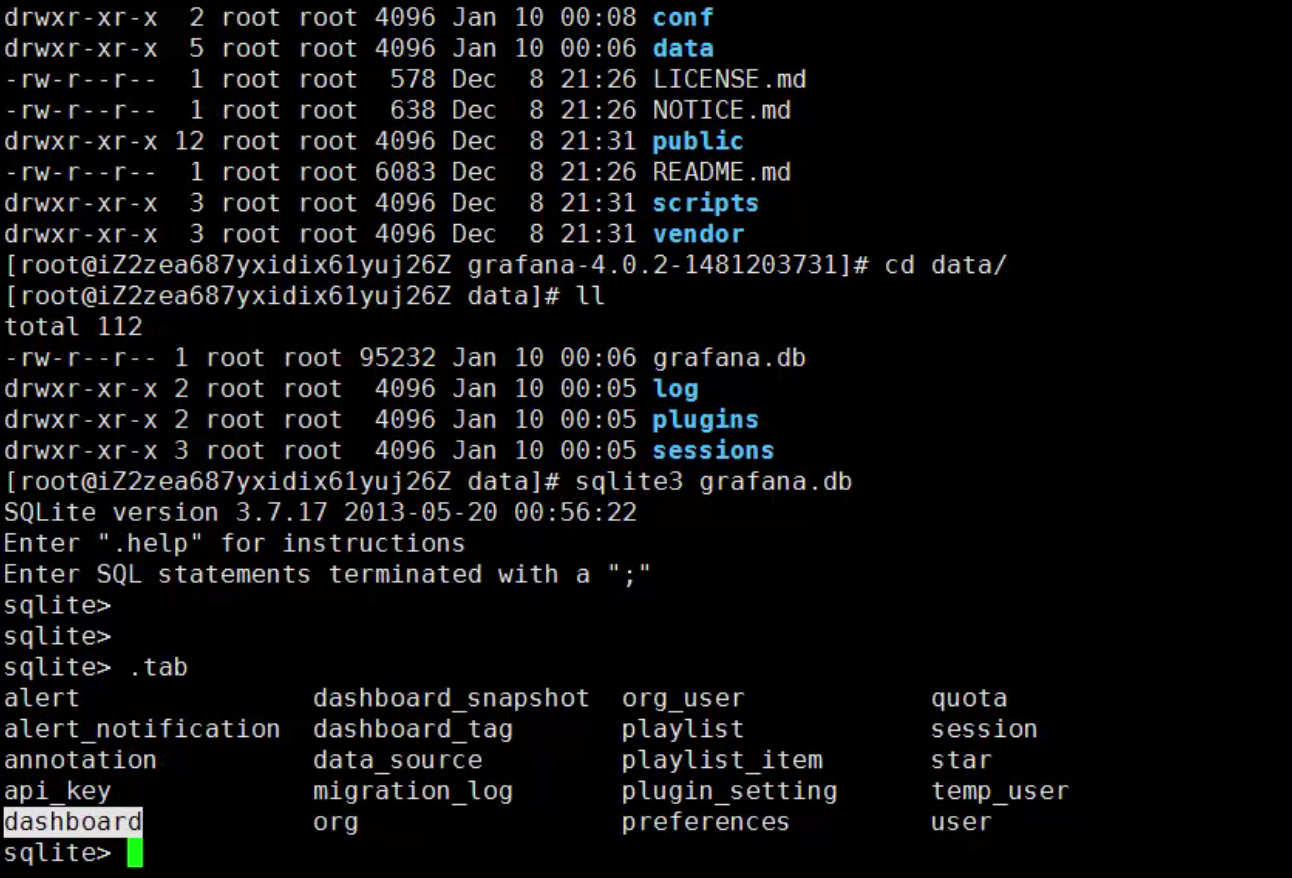 drwxr-xr-x  2 root root 4096 Jan 10 00:08 conf
drwxr-xr-x  5 root root 4096 Jan 10 00:06 data
-rw-r--r--  1 root root  578 Dec  8 21:26 LICENSE.md
-rw-r--r--  1 root root  638 Dec  8 21:26 NOTICE.md
drwxr-xr-x 12 root root 4096 Dec  8 21:31 public
-rw-r--r--  1 root root 6083 Dec  8 21:26 README.md
drwxr-xr-x  3 root root 4096 Dec  8 21:31 scripts
drwxr-xr-x  3 root root 4096 Dec  8 21:31 vendor
[root@iZ2zea687yxidix61yuj26Z grafana-4.0.2-1481203731]# cd data/
[root@iZ2zea687yxidix61yuj26Z data]# ll
total 112
-rw-r--r-- 1 root root 95232 Jan 10 00:06 grafana.db
drwxr-xr-x 2 root root  4096 Jan 10 00:05 log
drwxr-xr-x 2 root root  4096 Jan 10 00:05 plugins
drwxr-xr-x 3 root root  4096 Jan 10 00:05 sessions
[root@iZ2zea687yxidix61yuj26Z data]# sqlite3 grafana.db
SQLite version 3.7.17 2013-05-20 00:56:22
Enter ".help" for instructions
Enter SQL statements terminated with a ";"
sqlite>
sqlite>
sqlite> .tab
alert               dashboard_snapshot  org_user            quota
alert_notification  dashboard_tag       playlist            session
annotation          data_source         playlist_item       star
api_key             migration_log       plugin_setting      temp_user
dashboard           org                 preferences         user
sqlite>